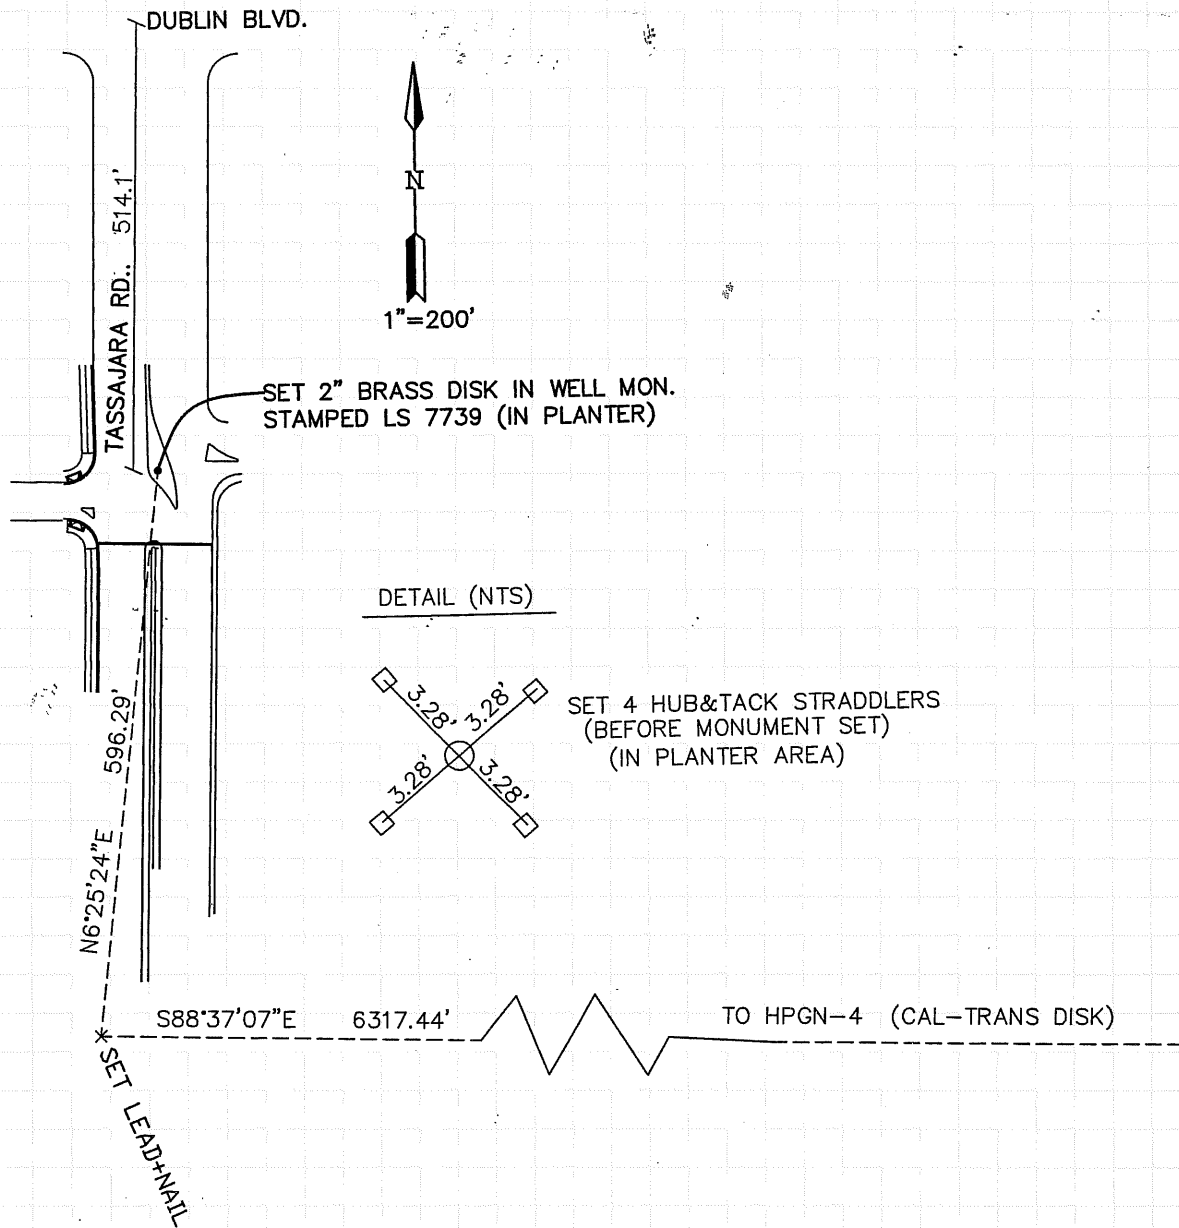 DUBLIN BLVD.
TASSAJARA RD.. 514.1'
N
1"=200'
SET 2" BRASS DISK IN WELL MON.
STAMPED LS 7739 (IN PLANTER)
DETAIL (NTS)
3.28' 3.28'
3.28' 3.28'
SET 4 HUB&TACK STRADDLERS
(BEFORE MONUMENT SET)
(IN PLANTER AREA)
N6°25'24"E 596.29'
S88°37'07"E 6317.44'
TO HPGN-4 (CAL-TRANS DISK)
SET LEAD+NAIL